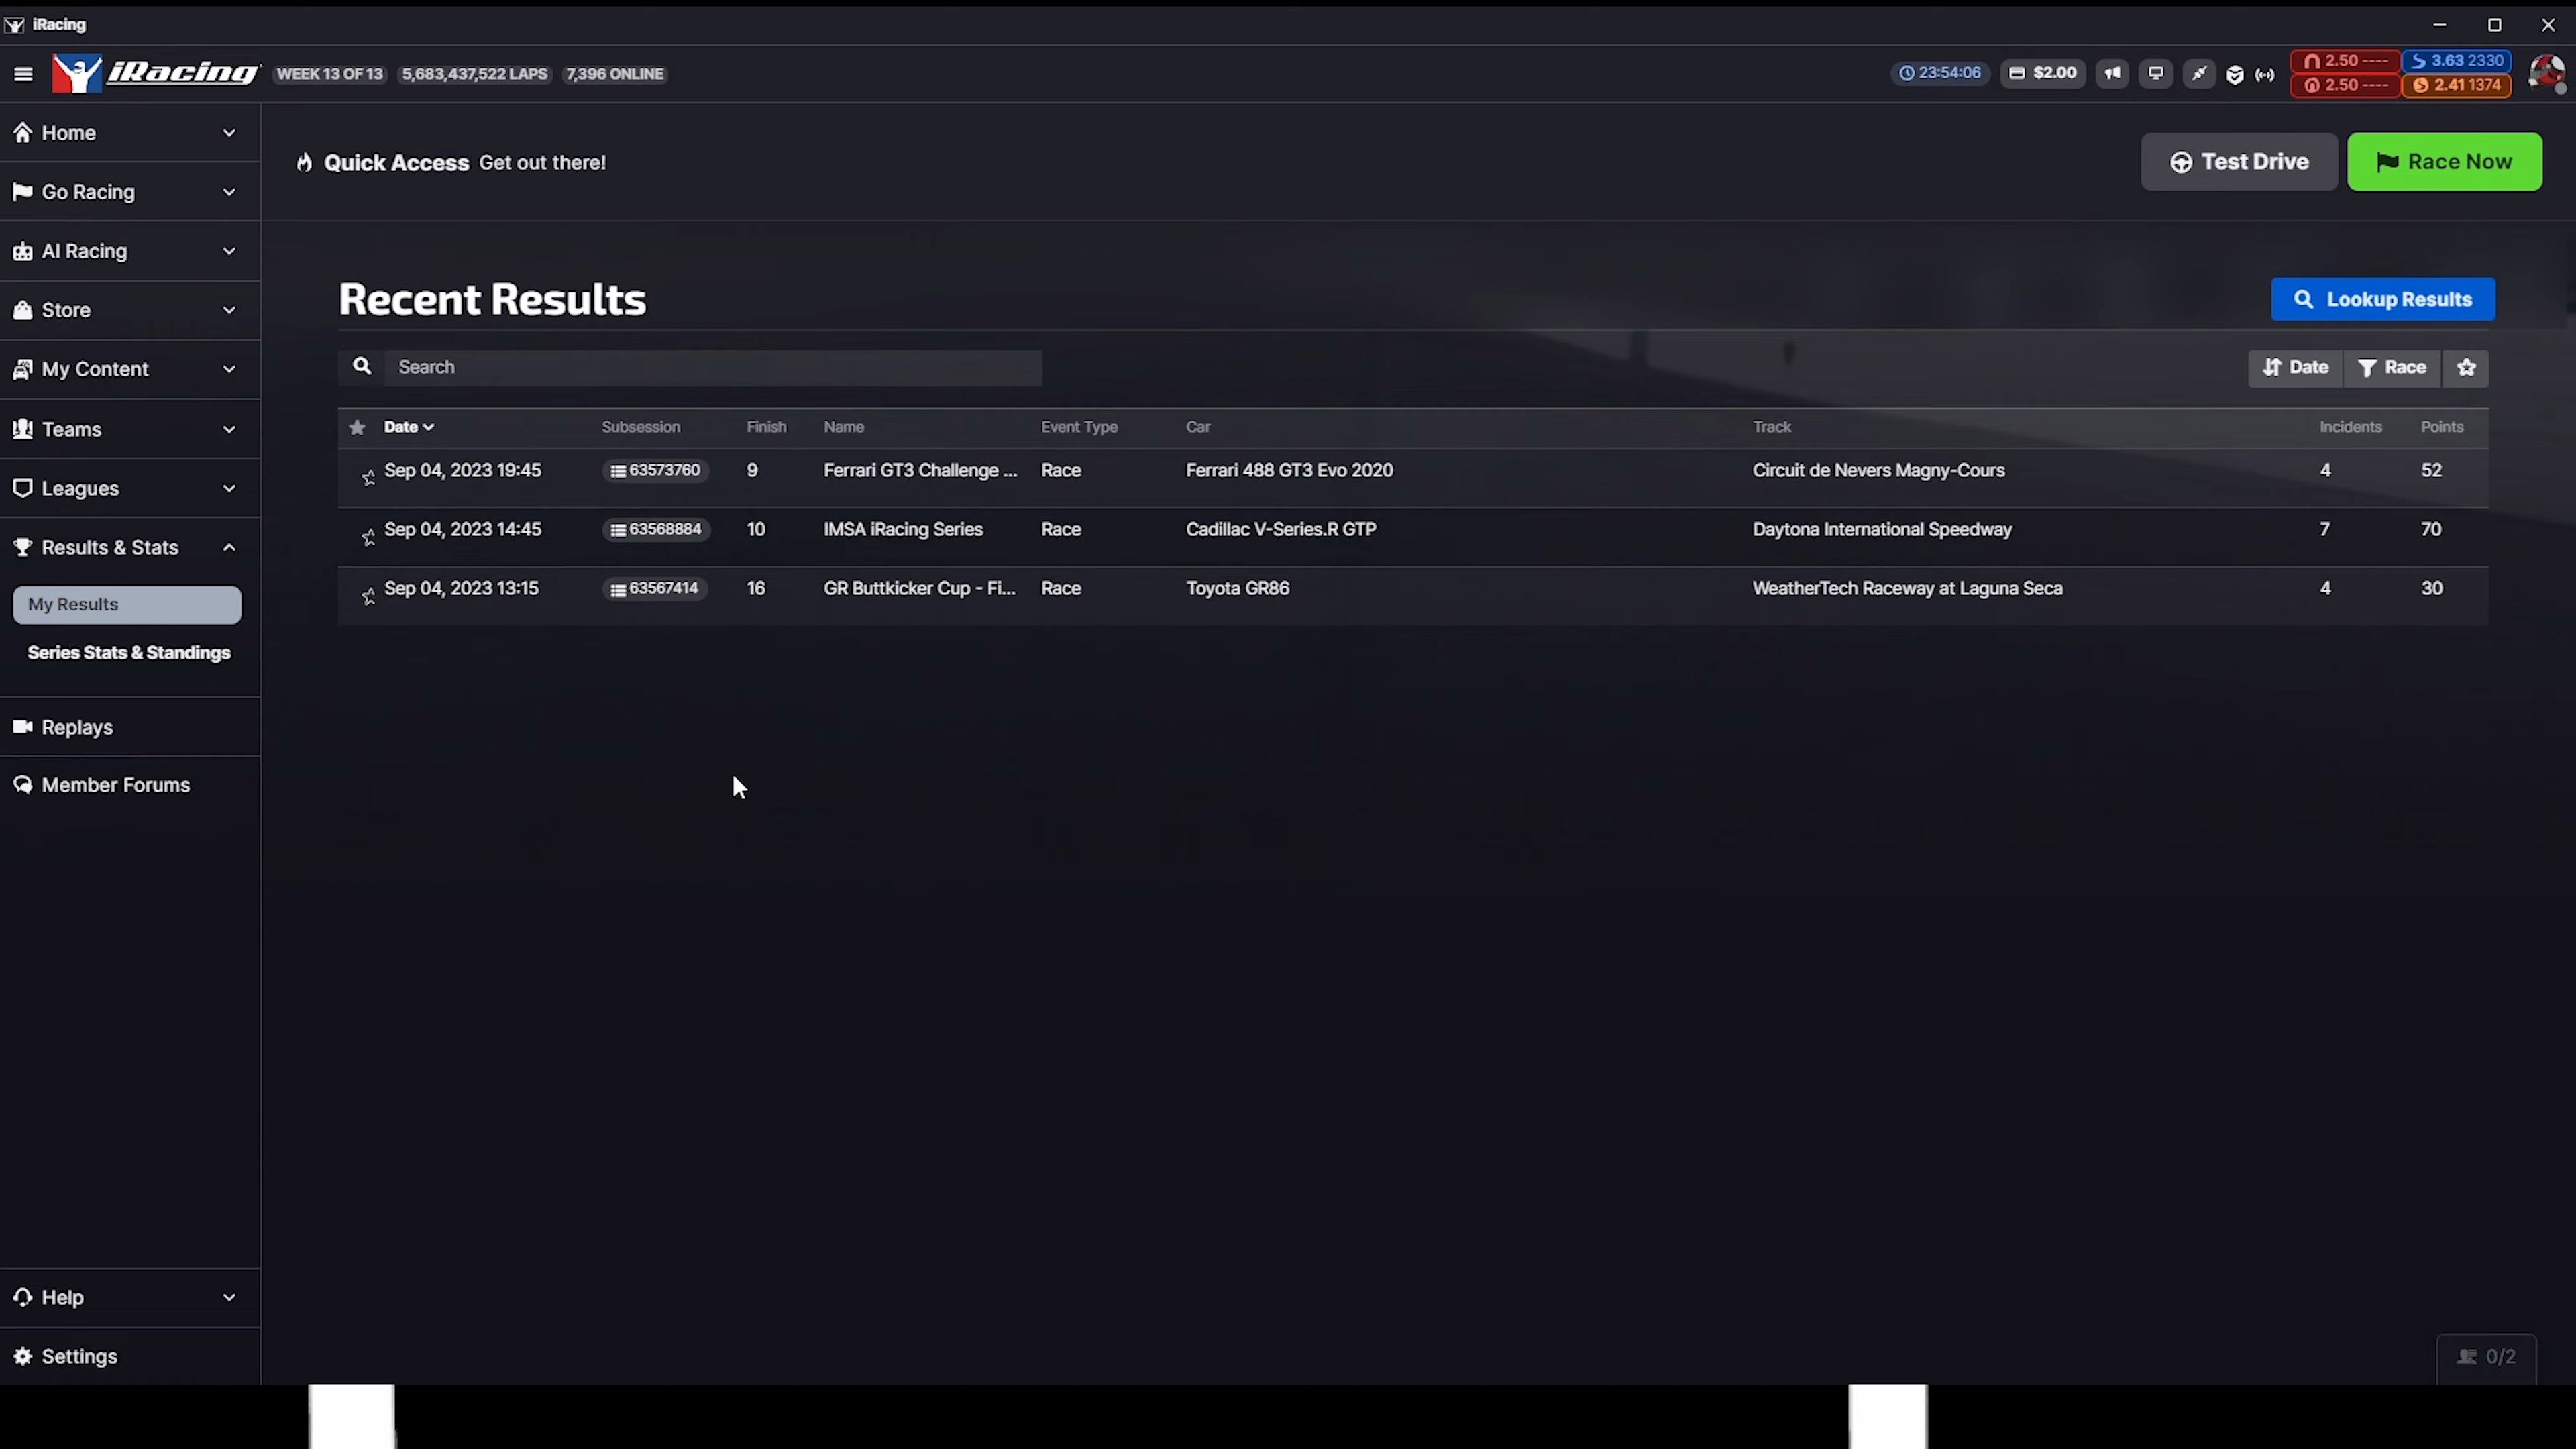 iRacing
iRacing WEEK 13 OF 13 5,683,437,522 LAPS 7,396 ONLINE 23:54:06 $2.00 2.50 ---- 3.63 2330
2.50 ---- 2.41 1374
Home
Quick Access Get out there! Test Drive Race Now
Go Racing
AI Racing
Store
My Content
Teams
Leagues
Results & Stats
My Results
Series Stats & Standings
Replays
Member Forums
Help
Settings
Recent Results Lookup Results
Search Date Race
Date Subsession Finish Name Event Type Car Track Incidents Points
Sep 04, 2023 19:45 63573760 9 Ferrari GT3 Challenge ... Race Ferrari 488 GT3 Evo 2020 Circuit de Nevers Magny-Cours 4 52
Sep 04, 2023 14:45 63568884 10 IMSA iRacing Series Race Cadillac V-Series.R GTP Daytona International Speedway 7 70
Sep 04, 2023 13:15 63567414 16 GR Buttkicker Cup - Fi... Race Toyota GR86 WeatherTech Raceway at Laguna Seca 4 30
0/2